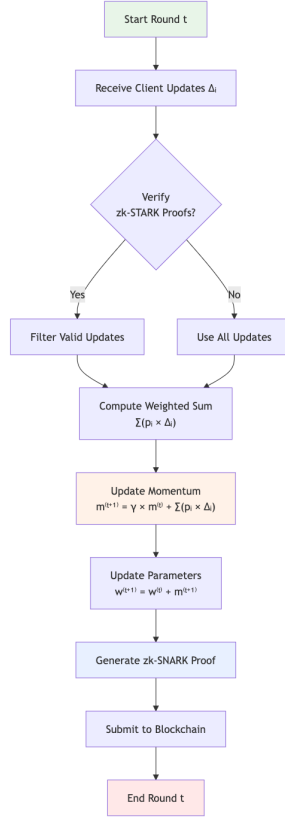 Start Round t
Receive Client Updates Δᵢ
Verify
zk-STARK Proofs?
Yes
No
Filter Valid Updates
Use All Updates
Compute Weighted Sum
∑(pᵢ × Δᵢ)
Update Momentum
m⁽ᵗ⁺¹⁾ = γ × m⁽ᵗ⁾ + ∑(pᵢ × Δᵢ)
Update Parameters
w⁽ᵗ⁺¹⁾ = w⁽ᵗ⁾ + m⁽ᵗ⁺¹⁾
Generate zk-SNARK Proof
Submit to Blockchain
End Round t